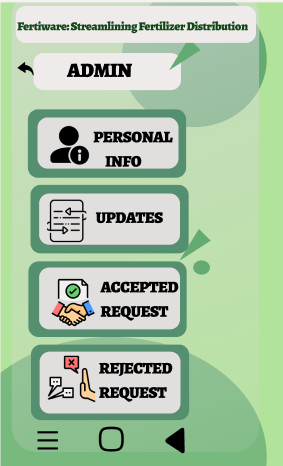 Fertiware: Streamlining Fertilizer Distribution
ADMIN
PERSONAL
INFO
UPDATES
ACCEPTED
REQUEST
REJECTED
REQUEST